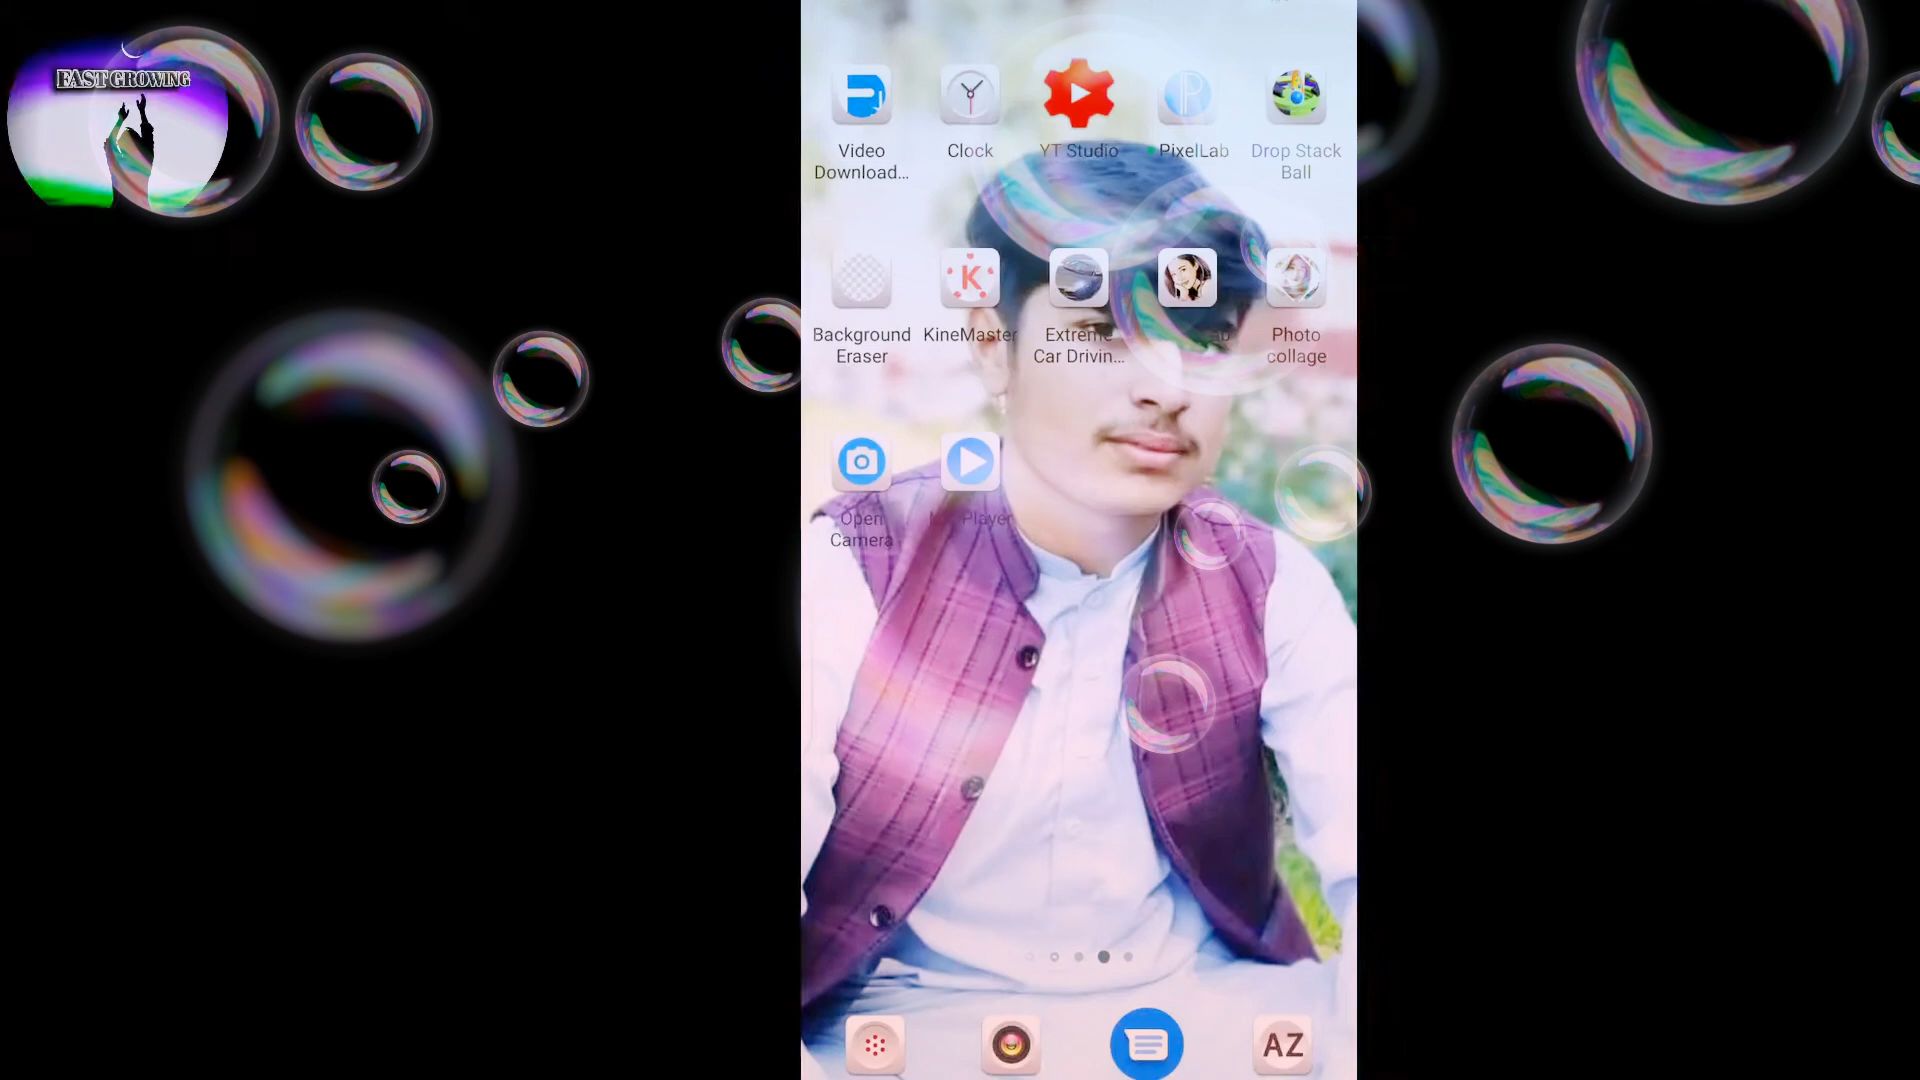 FAST GROWING
Video
Download...
Clock
YT Studio
PixelLab
Drop Stack
Ball
Background
Eraser
KineMaster
Extreme
Car Drivin...
Photo
collage
Open
Camera
Player
AZ